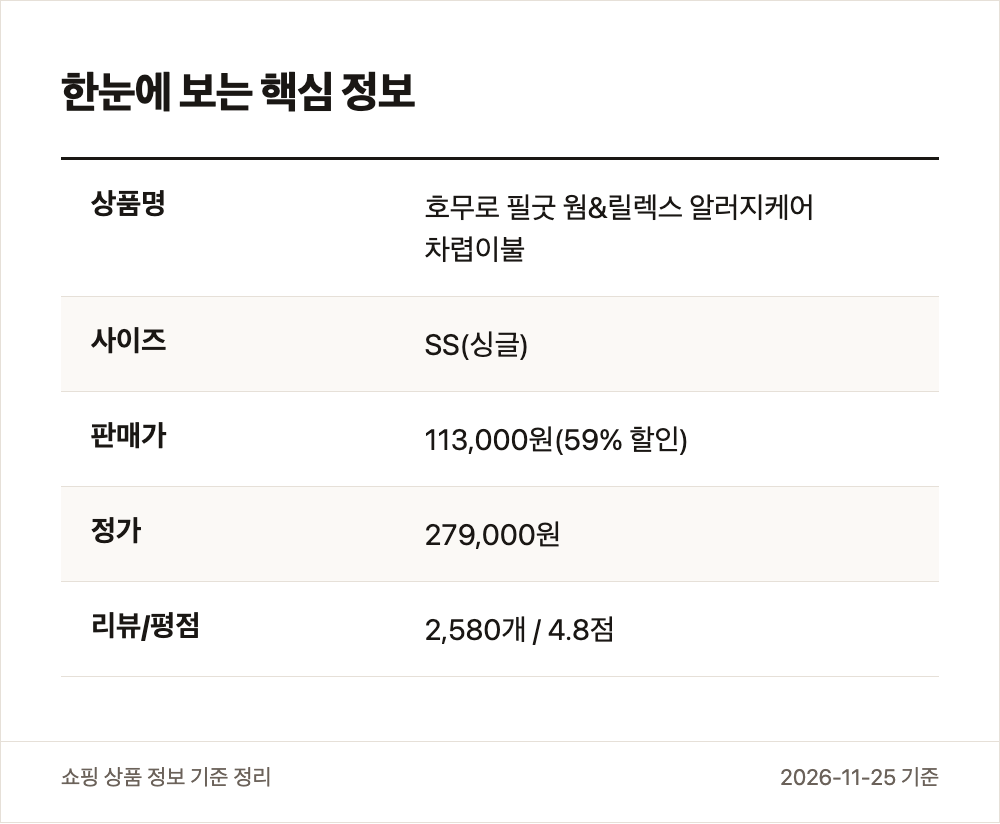 한눈에 보는 핵심 정보
상품명
호무로 필굿 웜&릴렉스 알러지케어
차렵이불
사이즈
SS(싱글)
판매가
113,000원(59% 할인)
정가
279,000원
리뷰/평점
2,580개 / 4.8점
쇼핑 상품 정보 기준 정리
2026-11-25 기준